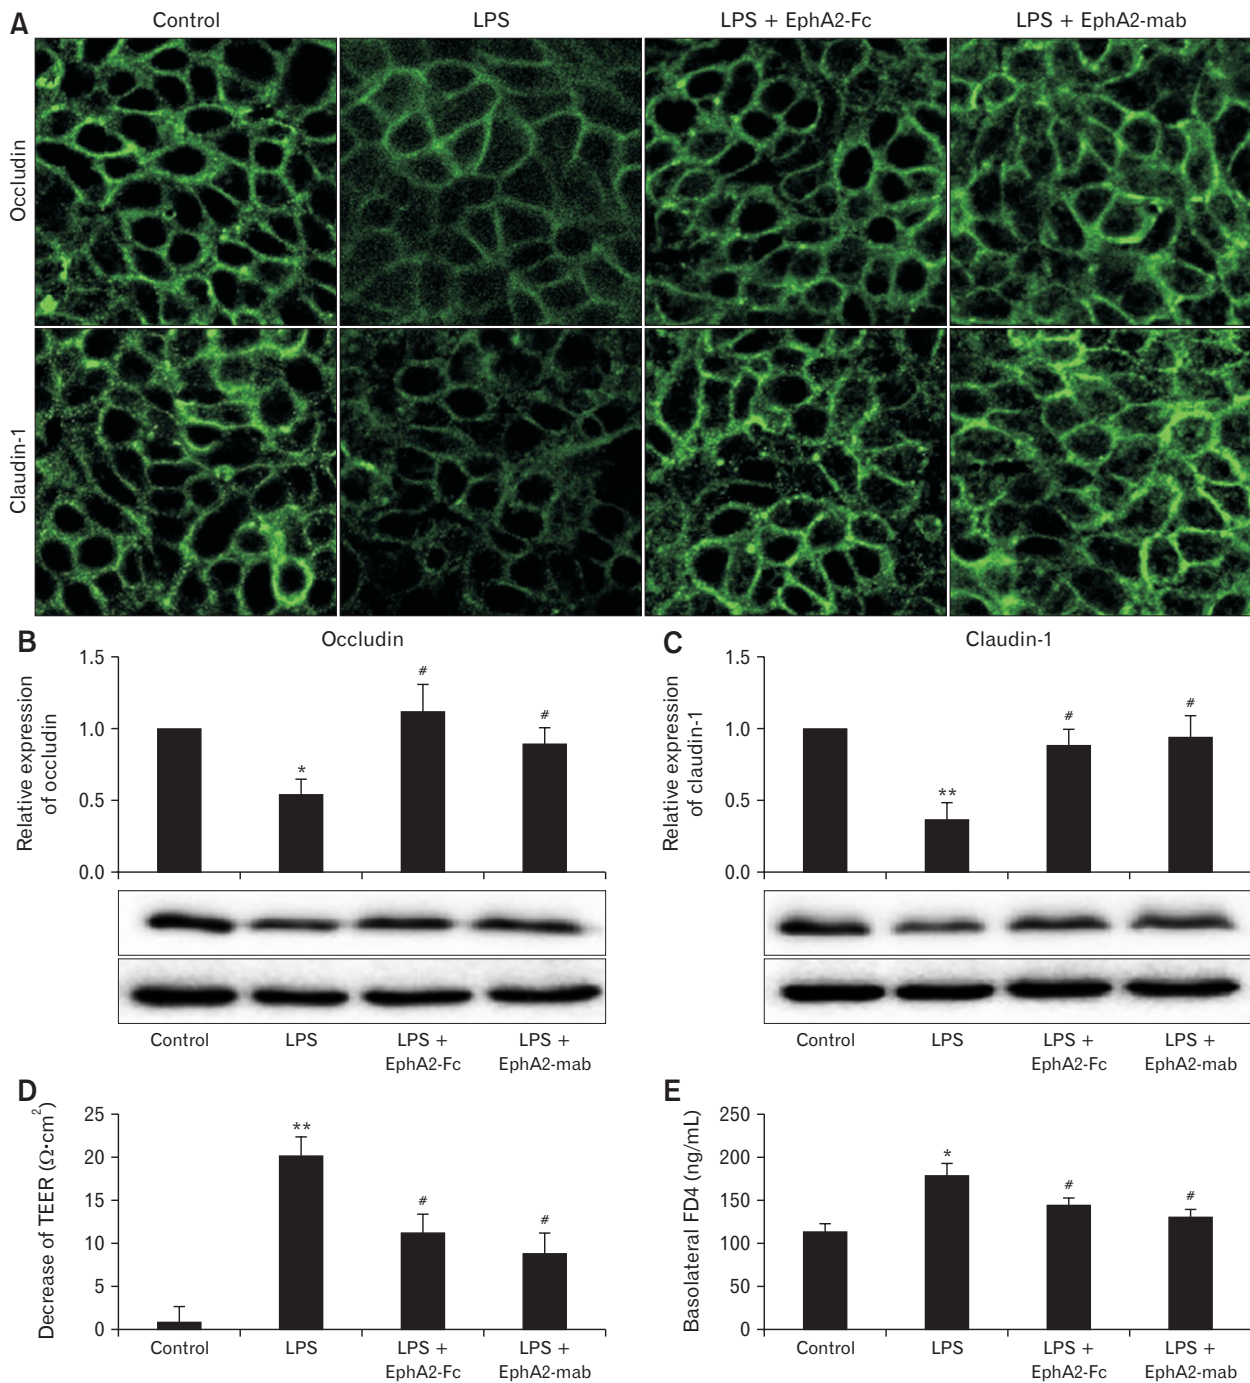 A
Control
LPS
LPS + EphA2-Fc
LPS + EphA2-mab
Occludin
Claudin-1
B
Occludin
Relative expression
of occludin
1.5
1.0
0.5
0.0
*
#
#
Control
LPS
LPS +
EphA2-Fc
LPS +
EphA2-mab
C
Claudin-1
Relative expression
of claudin-1
1.5
1.0
0.5
0.0
**
#
#
Control
LPS
LPS +
EphA2-Fc
LPS +
EphA2-mab
D
Decrease of TEER (Ω·cm²)
25
20
15
10
5
0
**
#
#
Control
LPS
LPS +
EphA2-Fc
LPS +
EphA2-mab
E
Basolateral FD4 (ng/mL)
250
200
150
100
50
0
*
#
#
Control
LPS
LPS +
EphA2-Fc
LPS +
EphA2-mab